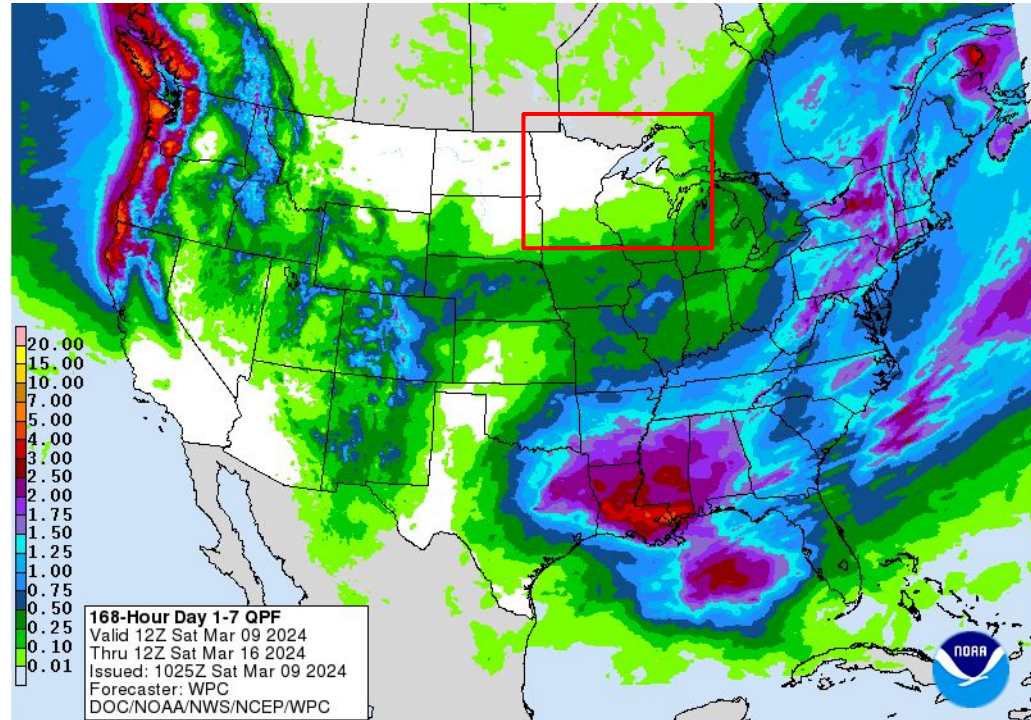 20.00
15.00
10.00
7.00
5.00
4.00
3.00
2.50
2.00
1.75
1.50
1.25
1.00
0.75
0.50
0.25
0.10
0.01
168-Hour Day 1-7 QPF
Valid 12Z Sat Mar 09 2024
Thru 12Z Sat Mar 16 2024
Issued: 1025Z Sat Mar 09 2024
Forecaster: WPC
DOC/NOAA/NWS/NCEP/WPC
NOAA